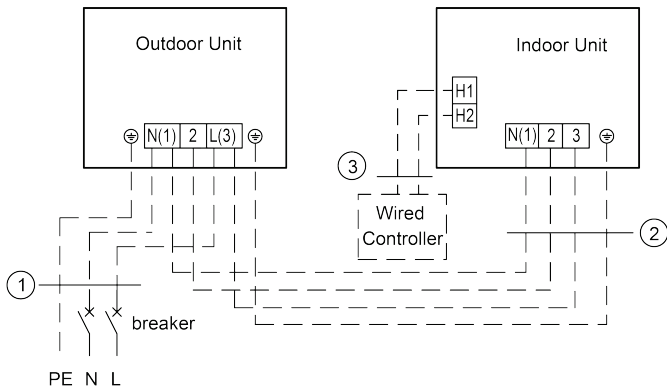 Outdoor Unit
Indoor Unit
H1
H2
N(1) 2 L(3)
N(1) 2 3
3
Wired
Controller
2
1
breaker
PE N L